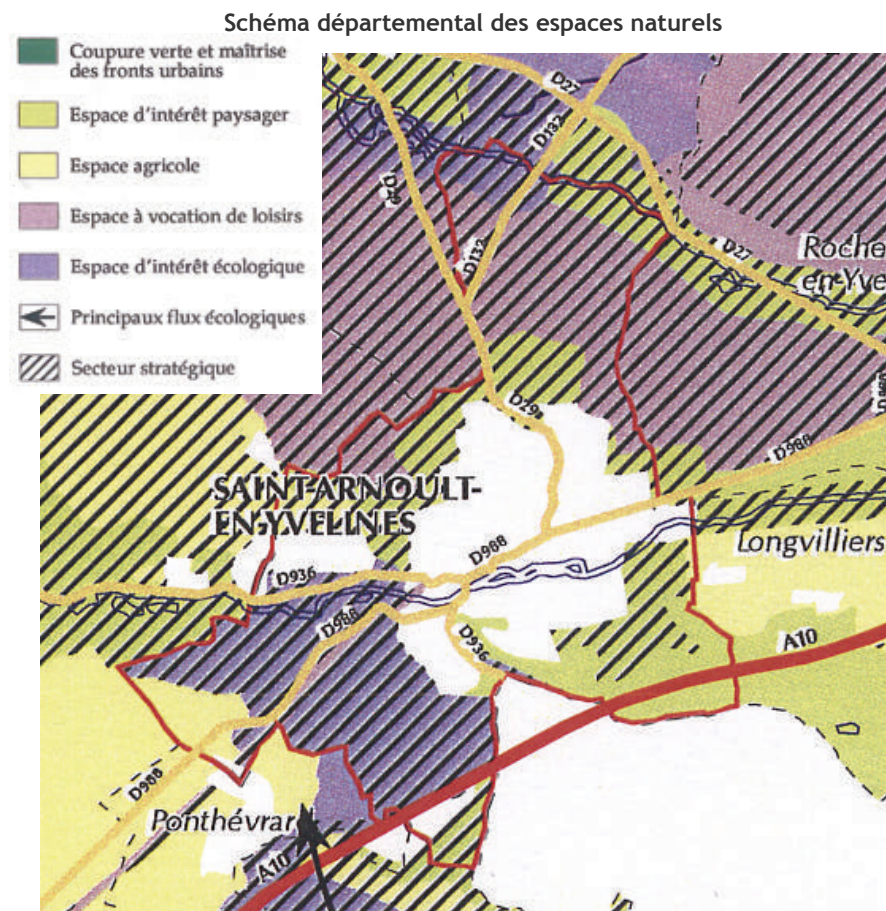 Schéma départemental des espaces naturels
Coupure verte et maîtrise
des fronts urbains
Espace d'intérêt paysager
Espace agricole
Espace à vocation de loisirs
Espace d'intérêt écologique
Principaux flux écologiques
Secteur stratégique
D27
D132
D29
D132
D27
Roche
en-Yve
D988
D29
D988
SAINT-ARNOULT-
EN-YVELINES
D988
Longvilliers
D936
D988
D936
A10
D988
Ponthévrar
A10